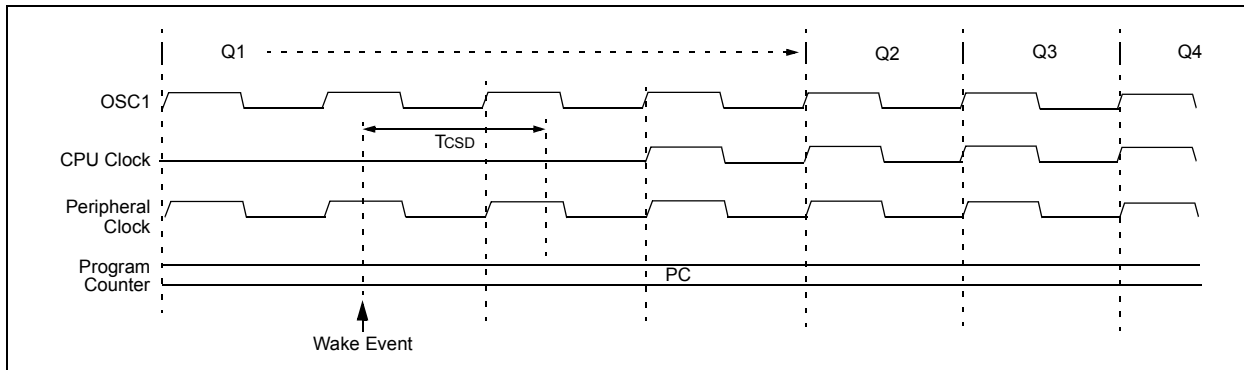 Q1 Q2 Q3 Q4
OSC1
TCSD
CPU Clock
Peripheral
Clock
Program
Counter
PC
Wake Event